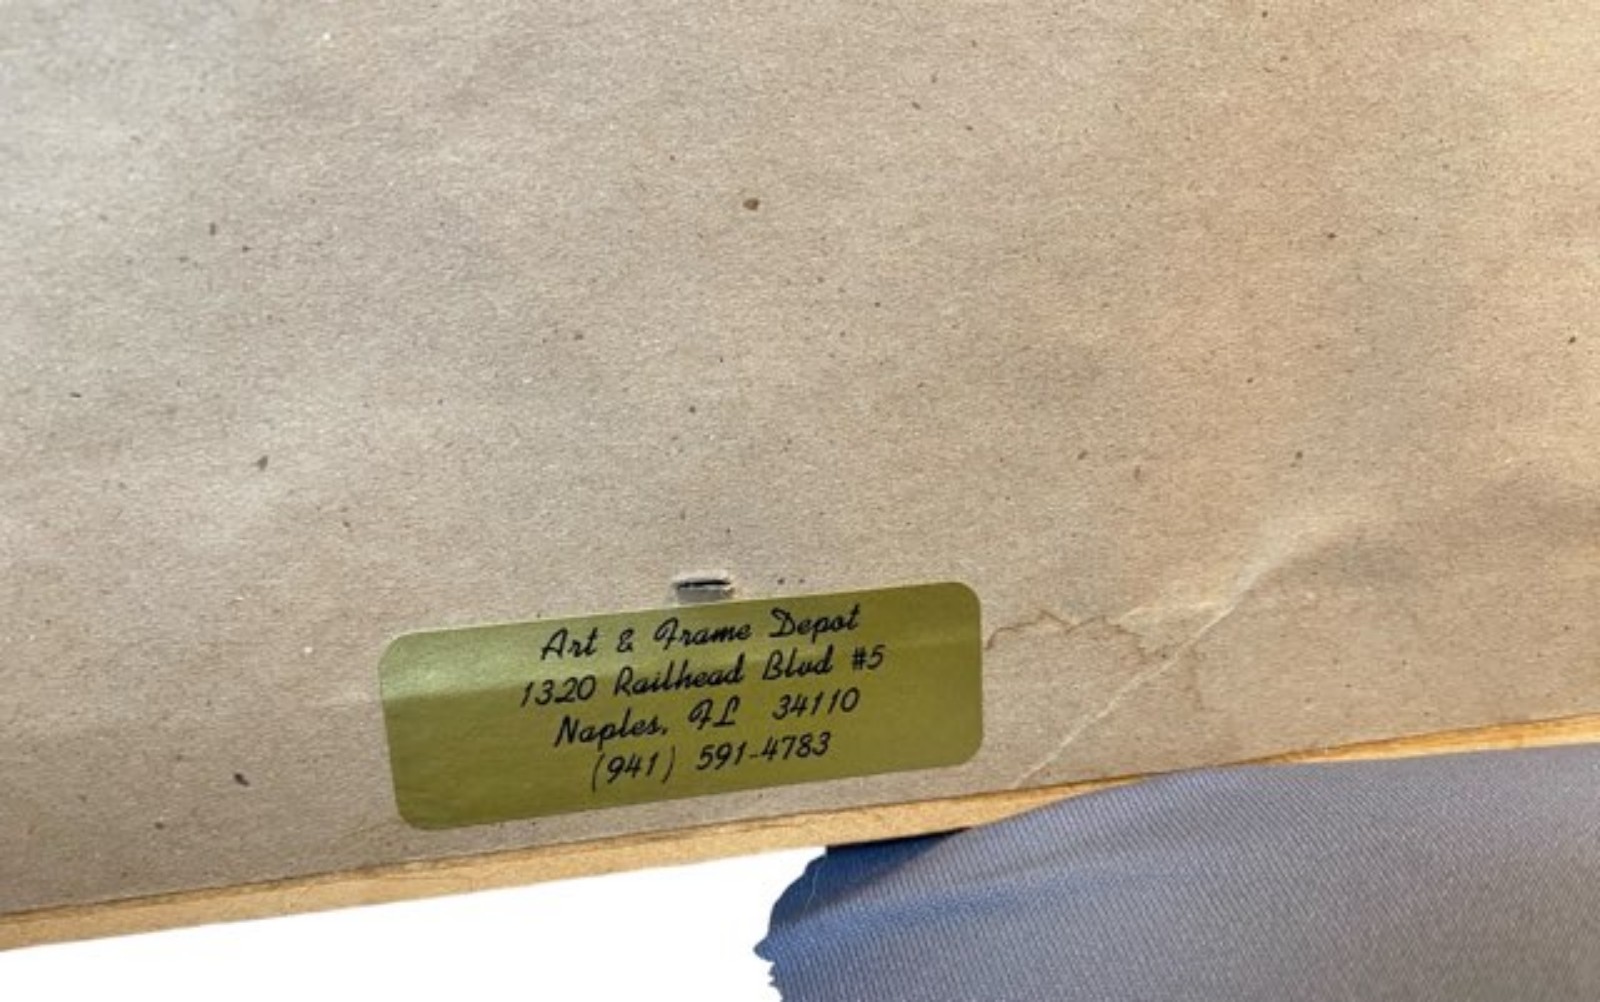 Art & Frame Depot
1320 Railhead Blvd #5
Naples, FL 34110
(941) 591-4783